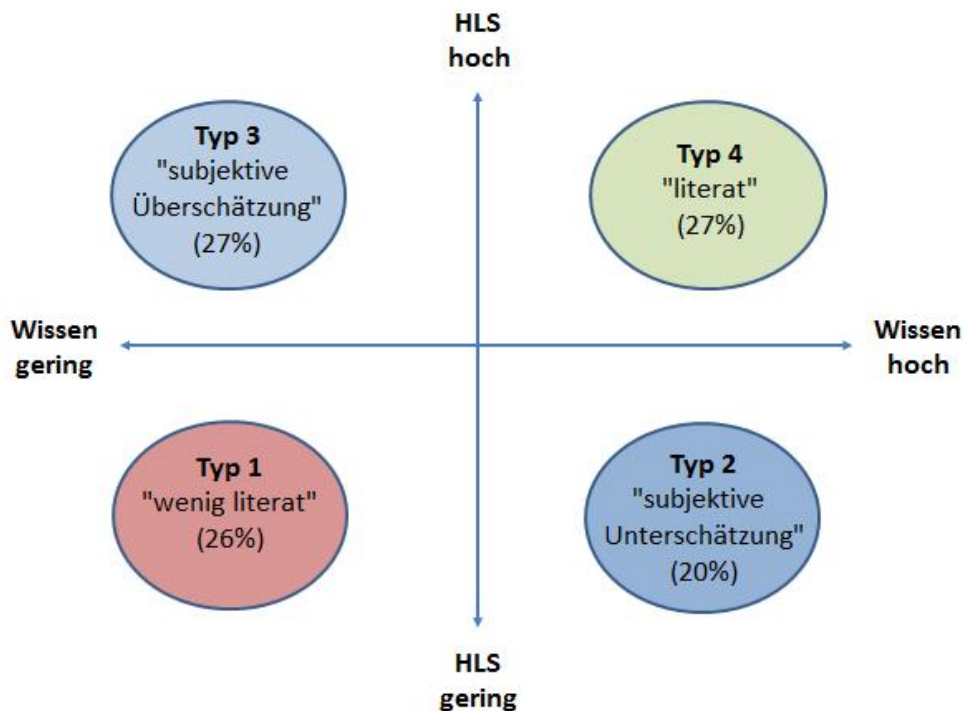 HLS
hoch
Typ 3
"subjektive
Überschätzung"
(27%)
Typ 4
"literat"
(27%)
Wissen
gering
Wissen
hoch
Typ 1
"wenig literat"
(26%)
Typ 2
"subjektive
Unterschätzung"
(20%)
HLS
gering